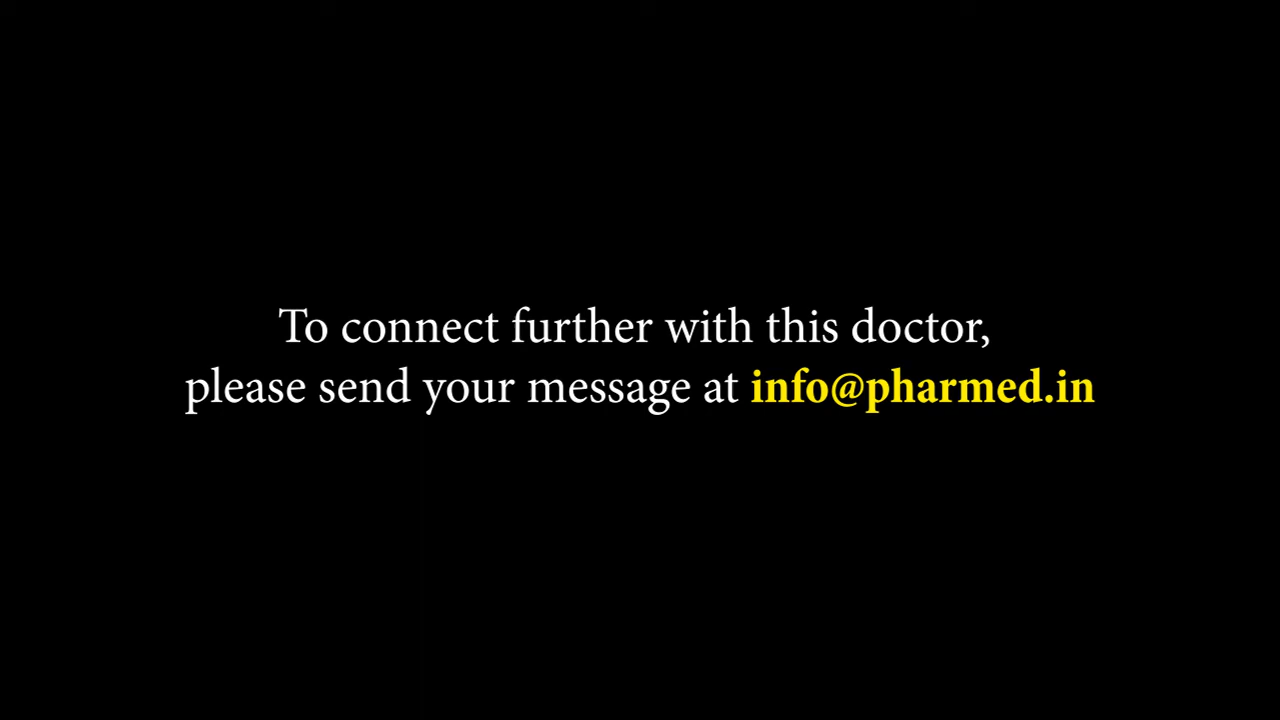 To connect further with this doctor,
please send your message at info@pharmed.in